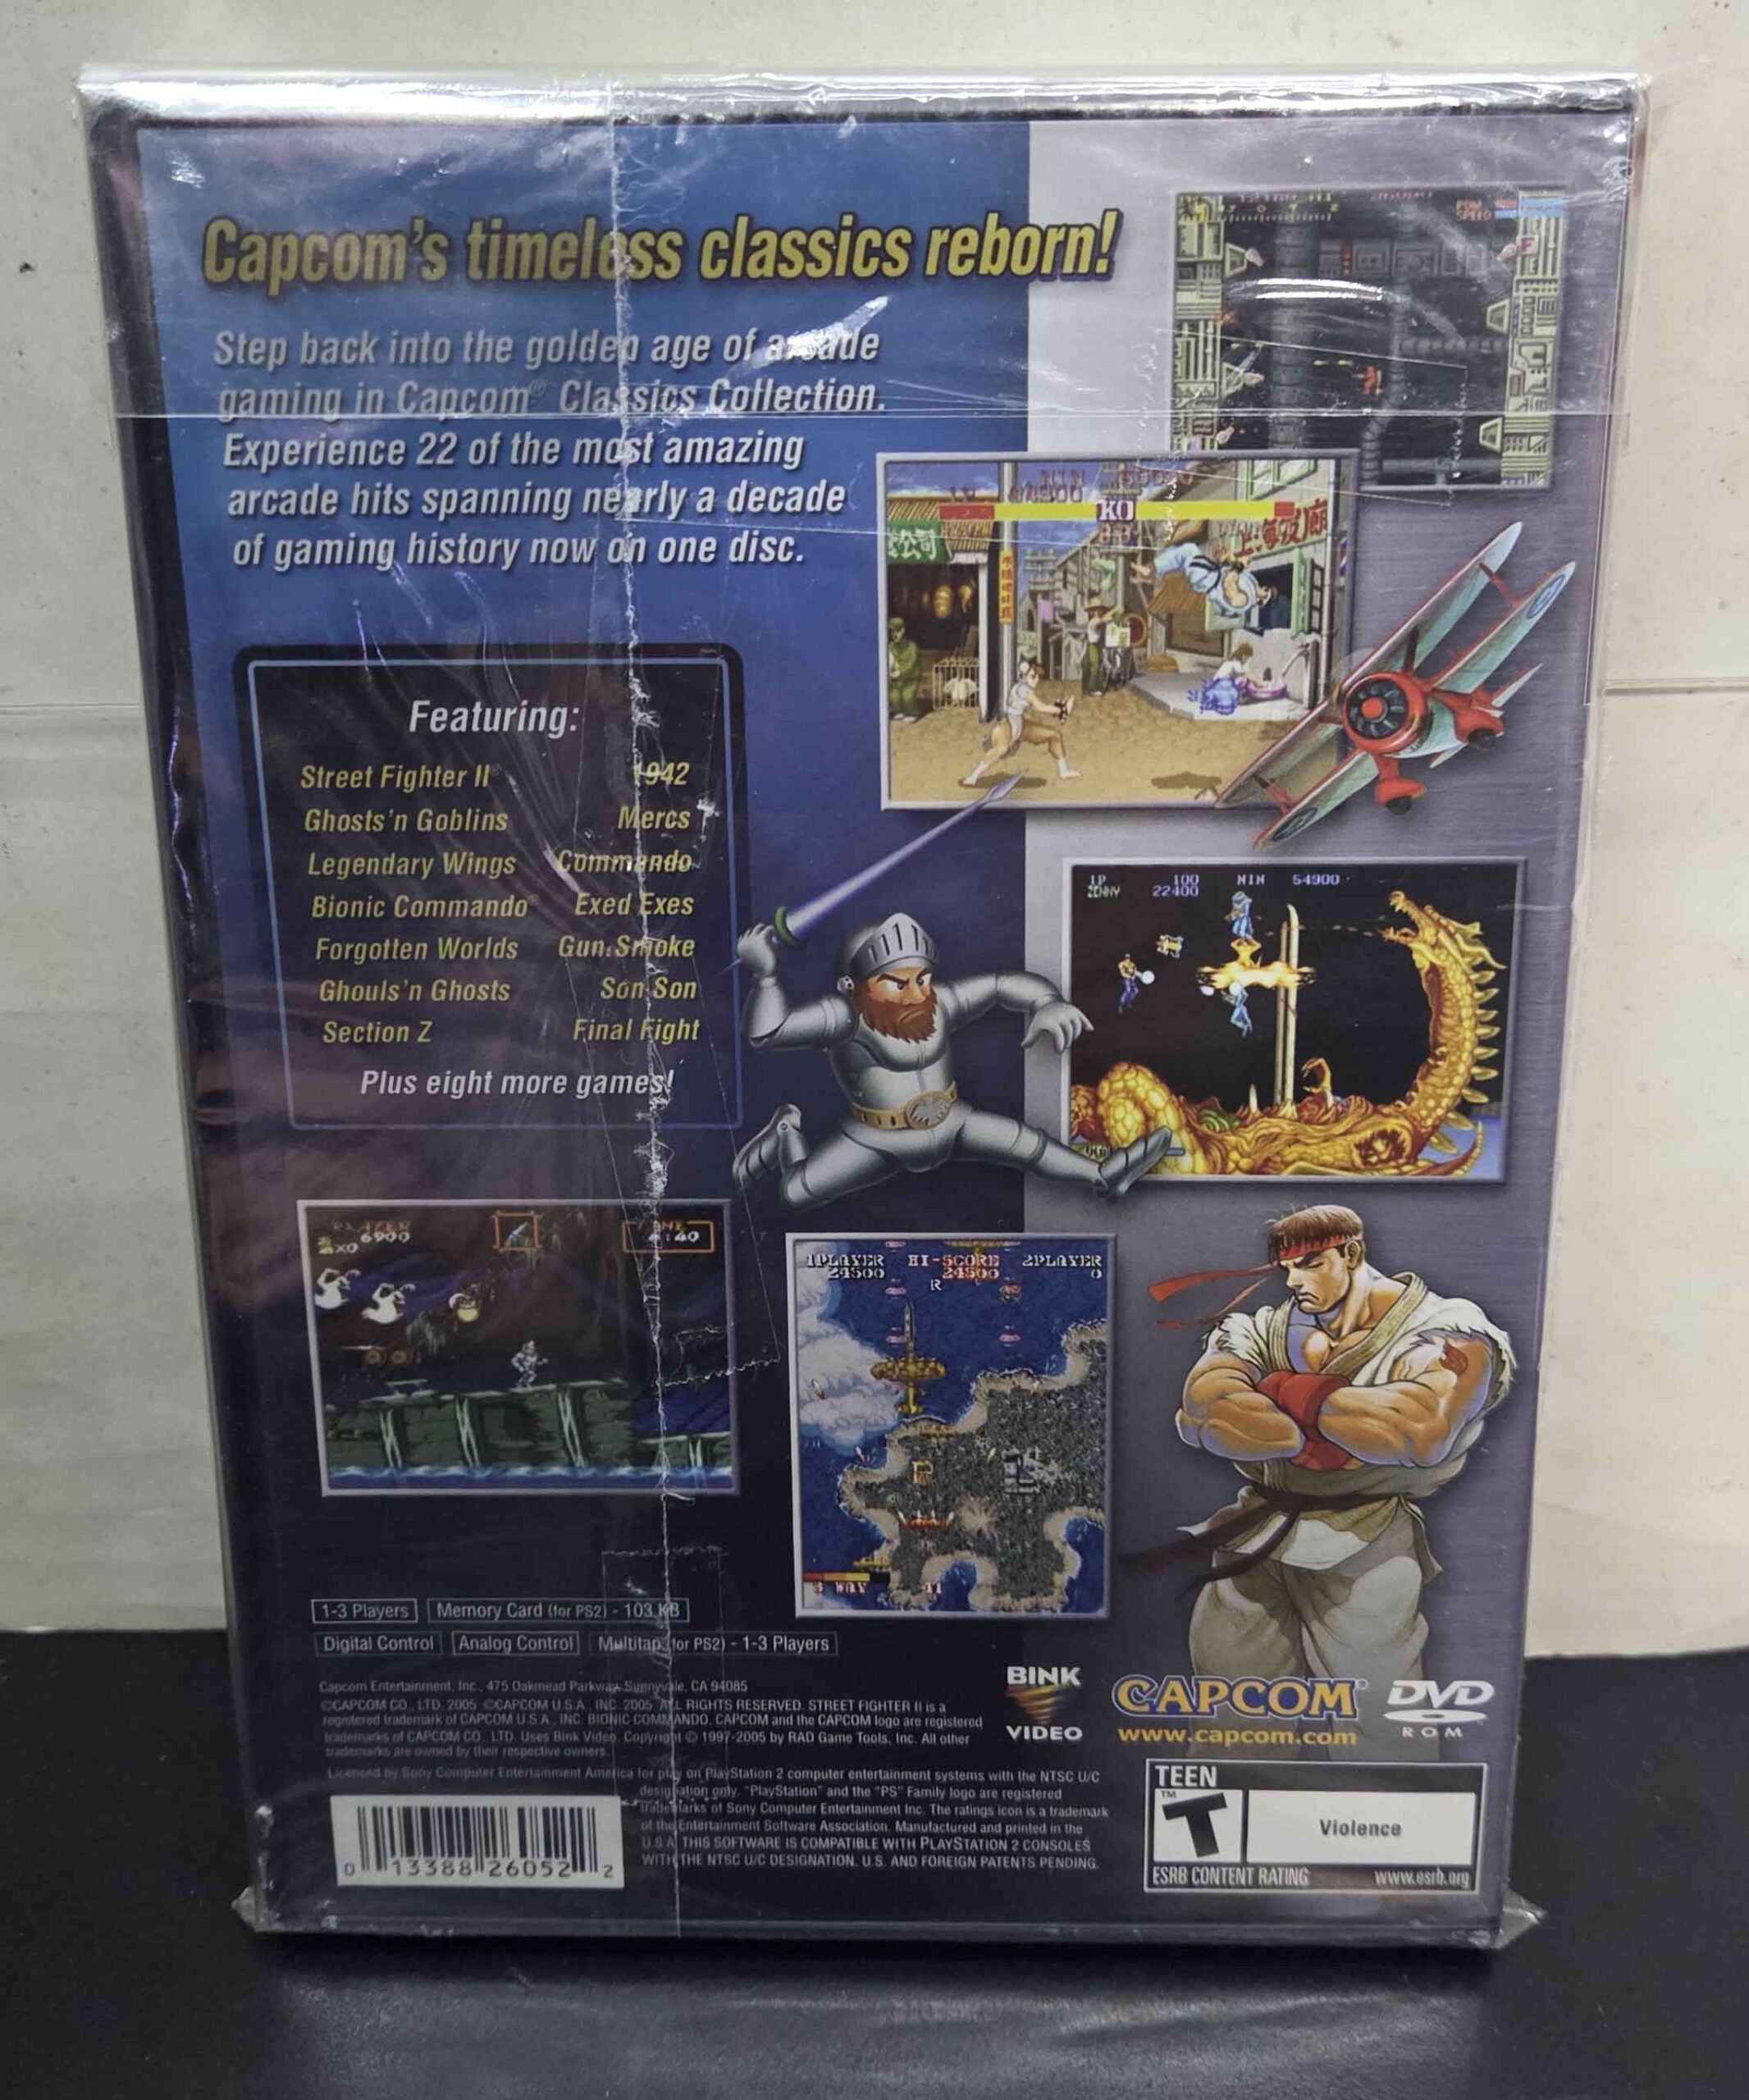 Capcom's timeless classics reborn!
Step back into the golden age of arcade
gaming in Capcom® Classics Collection.
Experience 22 of the most amazing
arcade hits spanning nearly a decade
of gaming history now on one disc.
Featuring:
Street Fighter II® 1942
Ghosts'n Goblins Mercs
Legendary Wings Commando
Bionic Commando® Exed Exes
Forgotten Worlds Gun.Smoke
Ghouls'n Ghosts Son Son
Section Z Final Fight
Plus eight more games!
POW
SPEED
KO
1P 100 NIN 54900
ZENNY 22400
PLAYER
6900
x0
1PLAYER HI-SCORE 2PLAYER
24500 24500 0
R
3 WAY 41
1-3 Players Memory Card (for PS2) - 103 KB
Digital Control Analog Control Multitap (for PS2) - 1-3 Players
Capcom Entertainment, Inc., 475 Oakmead Parkway, Sunnyvale, CA 94085
©CAPCOM CO., LTD. 2005 ©CAPCOM U.S.A., INC. 2005 ALL RIGHTS RESERVED. STREET FIGHTER II is a
registered trademark of CAPCOM U.S.A., INC. BIONIC COMMANDO, CAPCOM and the CAPCOM logo are registered
trademarks of CAPCOM CO., LTD. Uses Bink Video. Copyright © 1997-2005 by RAD Game Tools, Inc. All other
trademarks are owned by their respective owners.
BINK
VIDEO
CAPCOM®
www.capcom.com
DVD
ROM
Licensed by Sony Computer Entertainment America for play on PlayStation 2 computer entertainment systems with the NTSC U/C
designation only. "PlayStation" and the "PS" Family logo are registered
trademarks of Sony Computer Entertainment Inc. The ratings icon is a trademark
of the Entertainment Software Association. Manufactured and printed in the
U.S.A. THIS SOFTWARE IS COMPATIBLE WITH PLAYSTATION 2 CONSOLES
WITH THE NTSC U/C DESIGNATION. U.S. AND FOREIGN PATENTS PENDING.
0 13388 26052 2
TEEN
T™
Violence
ESRB CONTENT RATING www.esrb.org